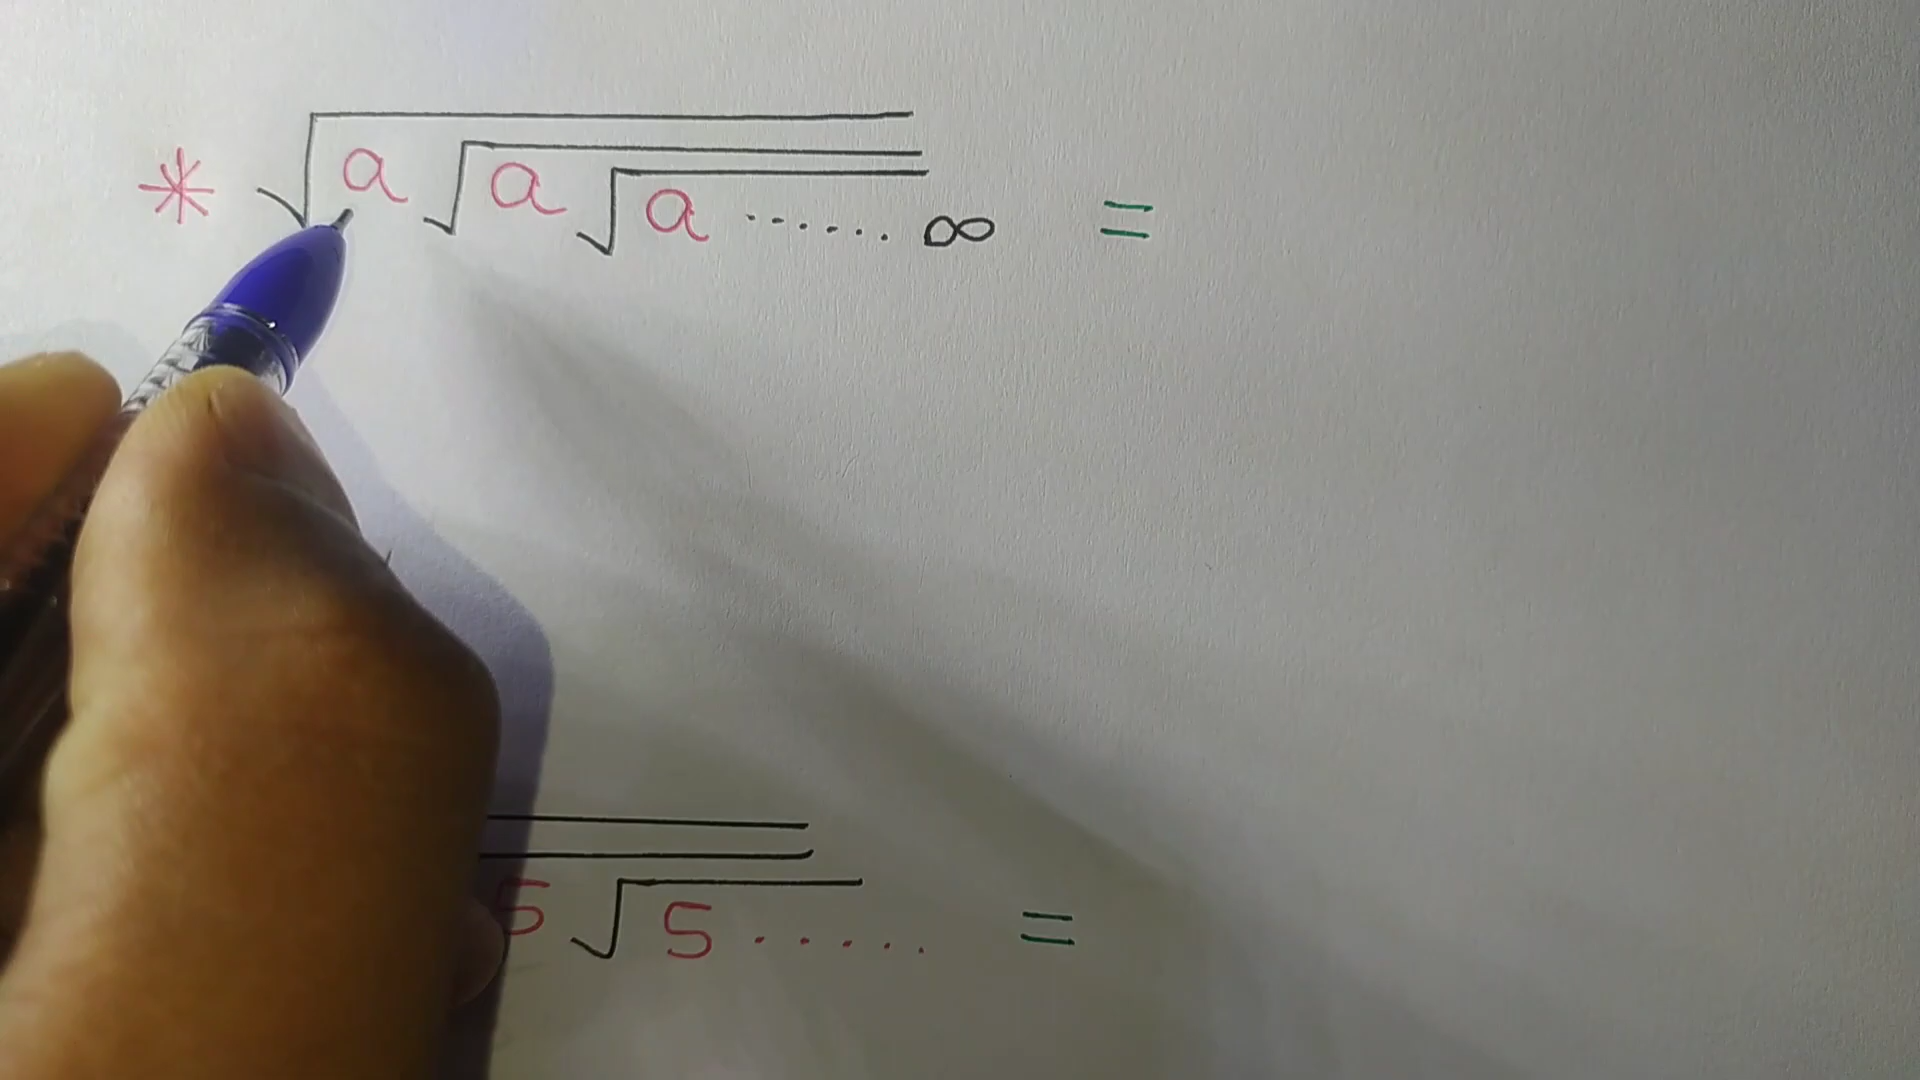 * √a√a√a ...... ∞ =
5√5 ..... =